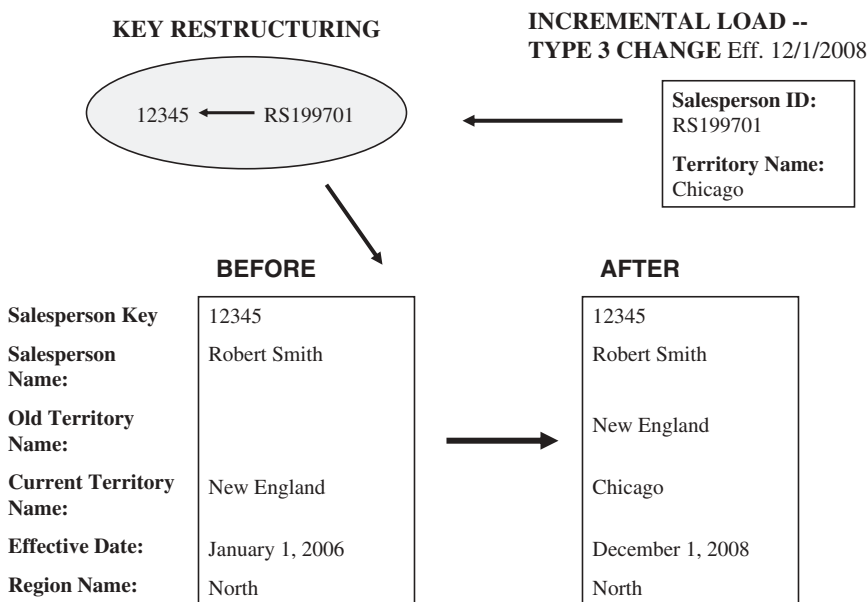 KEY RESTRUCTURING
INCREMENTAL LOAD --
TYPE 3 CHANGE Eff. 12/1/2008
12345 RS199701
Salesperson ID:
RS199701
Territory Name:
Chicago
BEFORE
AFTER
Salesperson Key 12345 12345
Salesperson Robert Smith Robert Smith
Name:
Old Territory
Name: New England
Current Territory New England Chicago
Name:
Effective Date: January 1, 2006 December 1, 2008
Region Name: North North